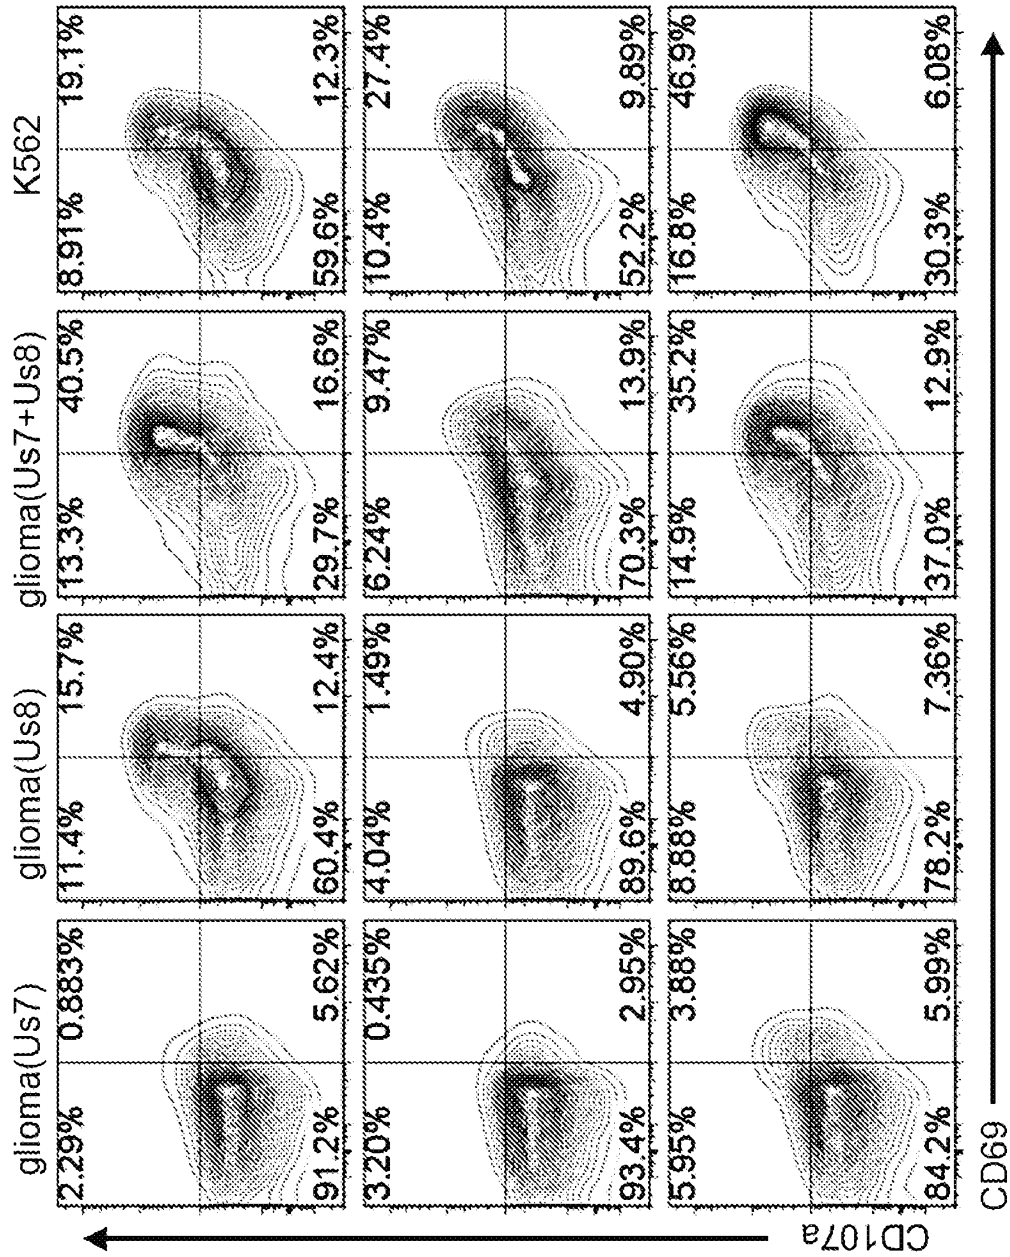 glioma(Us7) glioma(Us8) glioma(Us7+Us8) K562
2.29% 0.883% 11.4% 15.7% 13.3% 40.5% 8.91% 19.1%
91.2% 5.62% 60.4% 12.4% 29.7% 16.6% 59.6% 12.3%
3.20% 0.435% 4.04% 1.49% 6.24% 9.47% 10.4% 27.4%
93.4% 2.95% 89.6% 4.90% 70.3% 13.9% 52.2% 9.89%
5.95% 3.88% 8.88% 5.56% 14.9% 35.2% 16.8% 46.9%
84.2% 5.99% 78.2% 7.36% 37.0% 12.9% 30.3% 6.08%
CD107a
CD69